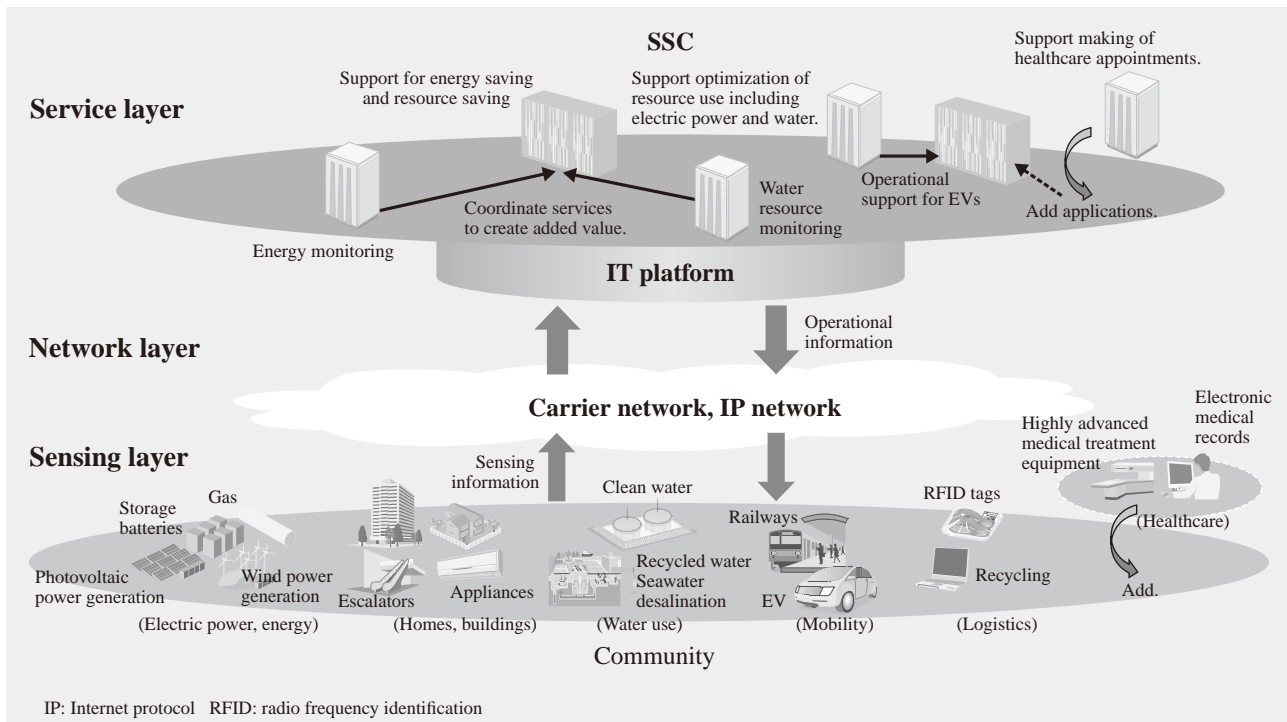 SSC
Support making of
healthcare appointments.
Support for energy saving
and resource saving
Support optimization of
resource use including
electric power and water.
Service layer
Energy monitoring
Coordinate services
to create added value.
Water
resource
monitoring
Operational
support for EVs
Add applications.
IT platform
Network layer
Operational
information
Carrier network, IP network
Sensing layer
Sensing
information
Highly advanced
medical treatment
equipment
Electronic
medical
records
(Healthcare)
Add.
Gas
Storage
batteries
Photovoltaic
power generation
Wind power
generation
(Electric power, energy)
Escalators
Appliances
(Homes, buildings)
Clean water
Recycled water
Seawater
desalination
(Water use)
Railways
EV
(Mobility)
RFID tags
Recycling
(Logistics)
Community
IP: Internet protocol RFID: radio frequency identification